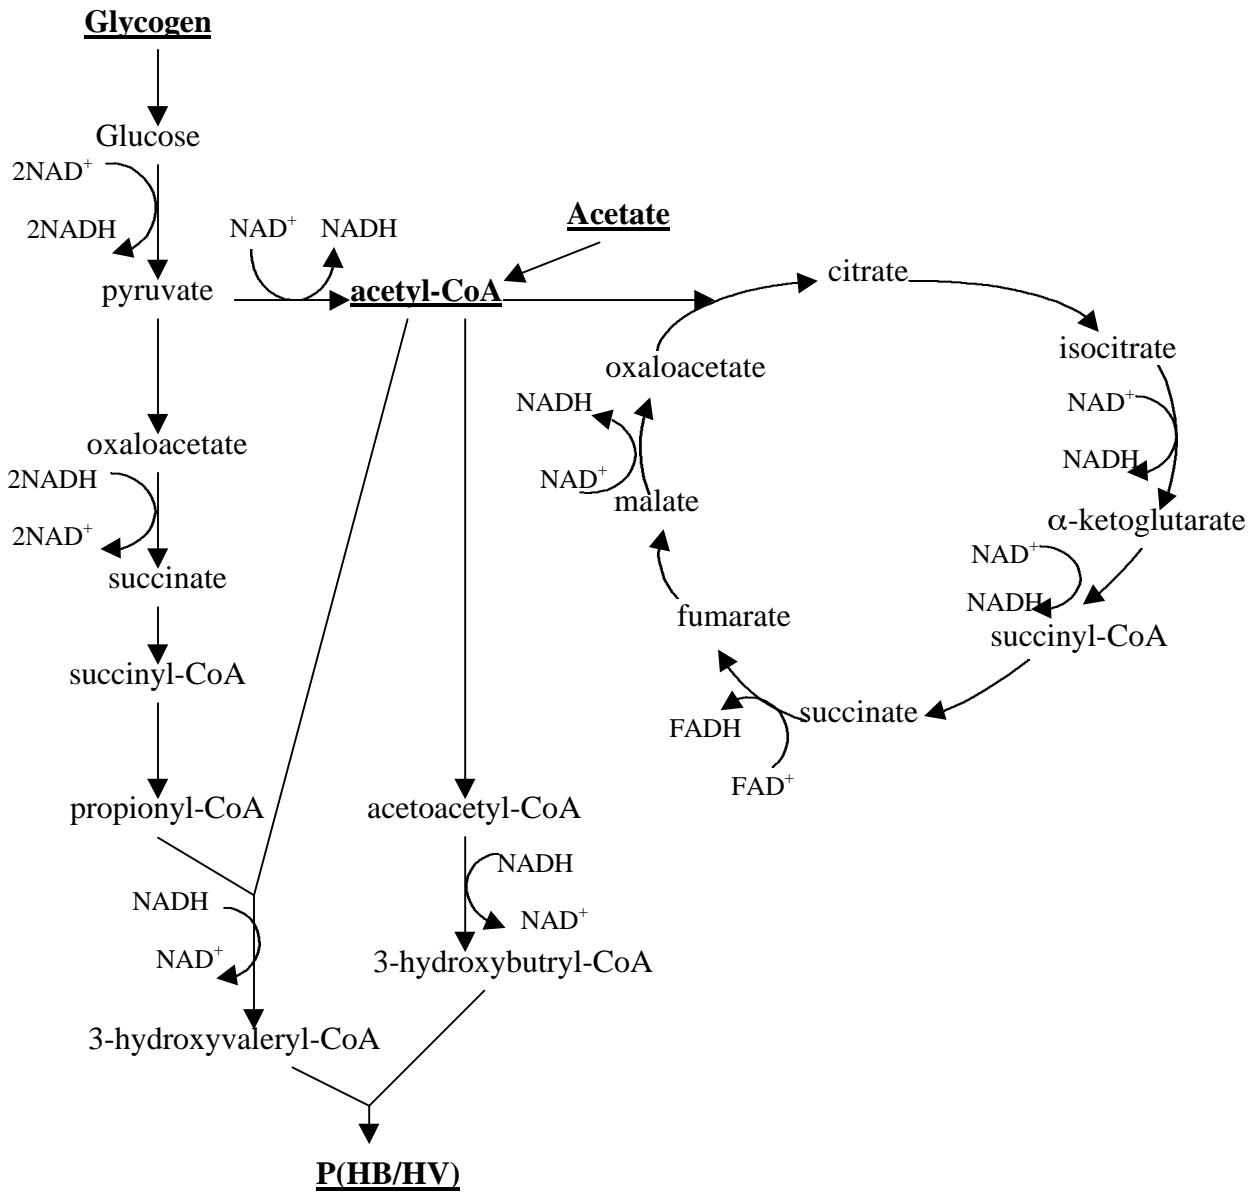 Glycogen
Glucose
2NAD+
2NADH
NAD+ NADH
Acetate
pyruvate
acetyl-CoA
citrate
isocitrate
oxaloacetate
NADH
NAD+
NAD+
NADH
malate
α-ketoglutarate
oxaloacetate
2NADH
2NAD+
NAD+
NADH
succinate
fumarate
succinyl-CoA
succinyl-CoA
succinate
FADH
FAD+
propionyl-CoA
acetoacetyl-CoA
NADH
NADH
NAD+
NAD+
3-hydroxybutryl-CoA
3-hydroxyvaleryl-CoA
P(HB/HV)